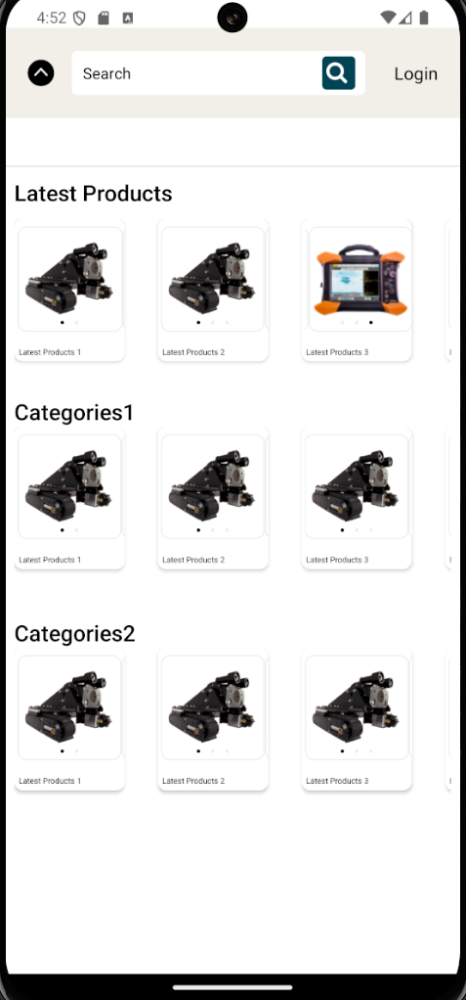 4:52
A
Search
Login
Latest Products
Latest Products 1
Latest Products 2
Latest Products 3
Categories1
Latest Products 1
Latest Products 2
Latest Products 3
Categories2
Latest Products 1
Latest Products 2
Latest Products 3